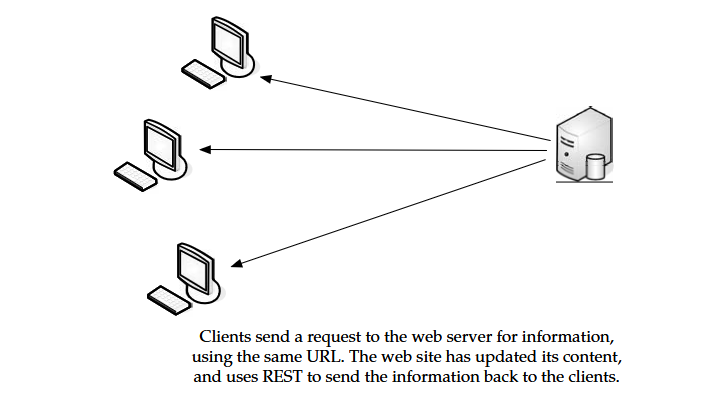 Clients send a request to the web server for information,
using the same URL. The web site has updated its content,
and uses REST to send the information back to the clients.